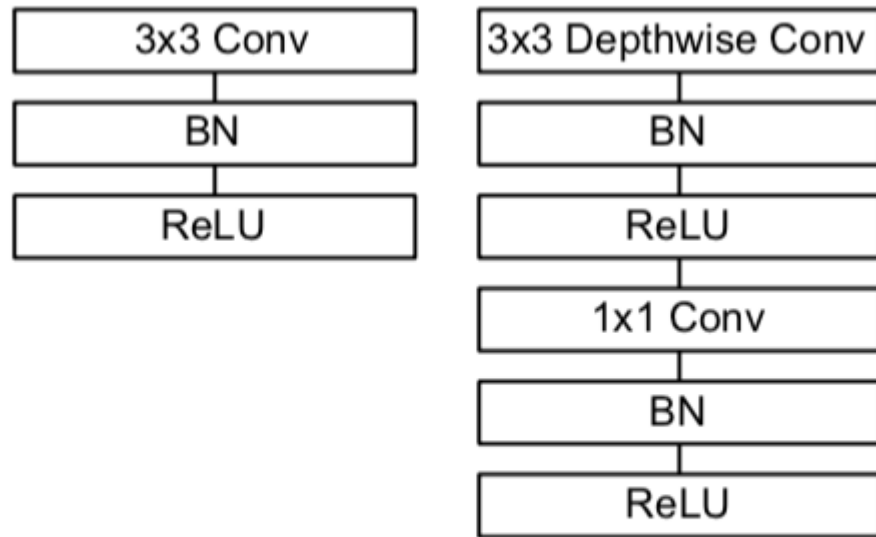 3x3 Conv
BN
ReLU
3x3 Depthwise Conv
BN
ReLU
1x1 Conv
BN
ReLU